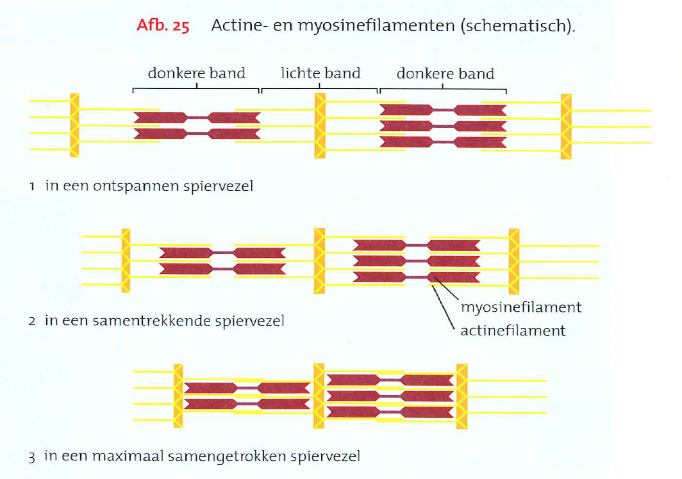 Afb. 25 Actine- en myosinefilamenten (schematisch).
donkere band lichte band donkere band
1 in een ontspannen spiervezel
myosinefilament
2 in een samentrekkende spiervezel
actinefilament
3 in een maximaal samengetrokken spiervezel